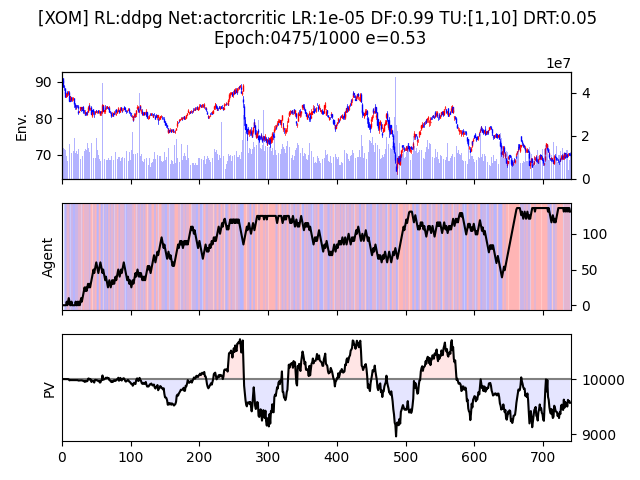 [XOM] RL:ddpg Net:actorcritic LR:1e-05 DF:0.99 TU:[1,10] DRT:0.05
Epoch:0475/1000 e=0.53
1e7
90
80
70
Env.
4
2
0
Agent
100
50
0
PV
10000
9000
0 100 200 300 400 500 600 700